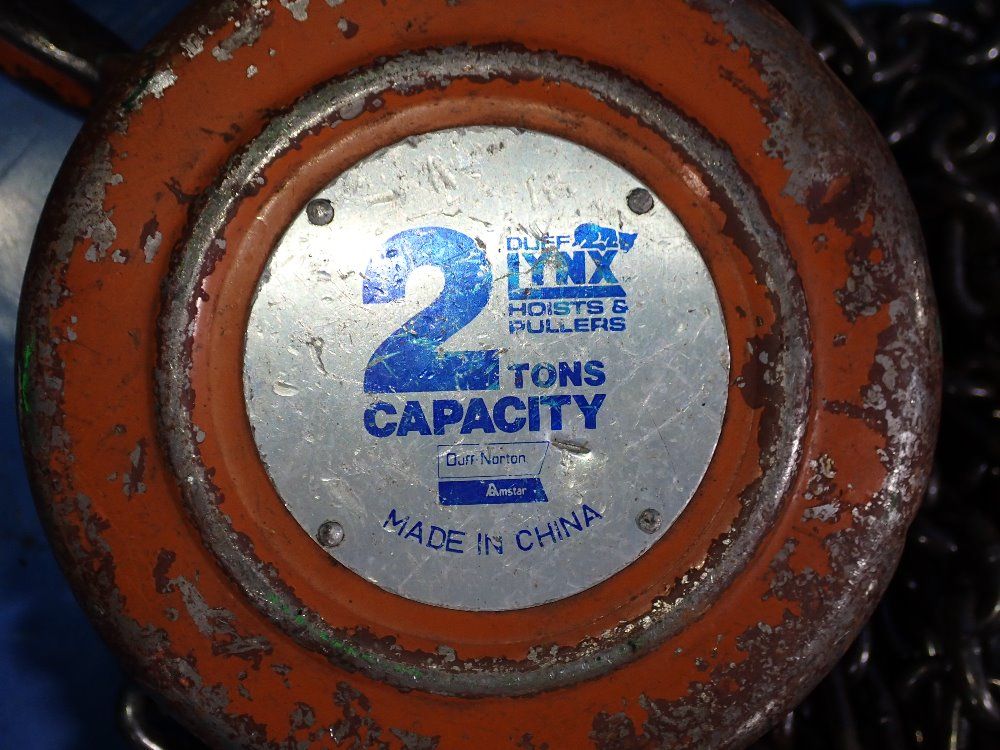 2
DUFF
LYNX
HOISTS &
PULLERS
TONS
CAPACITY
Duff-Norton
Amstar
MADE IN CHINA